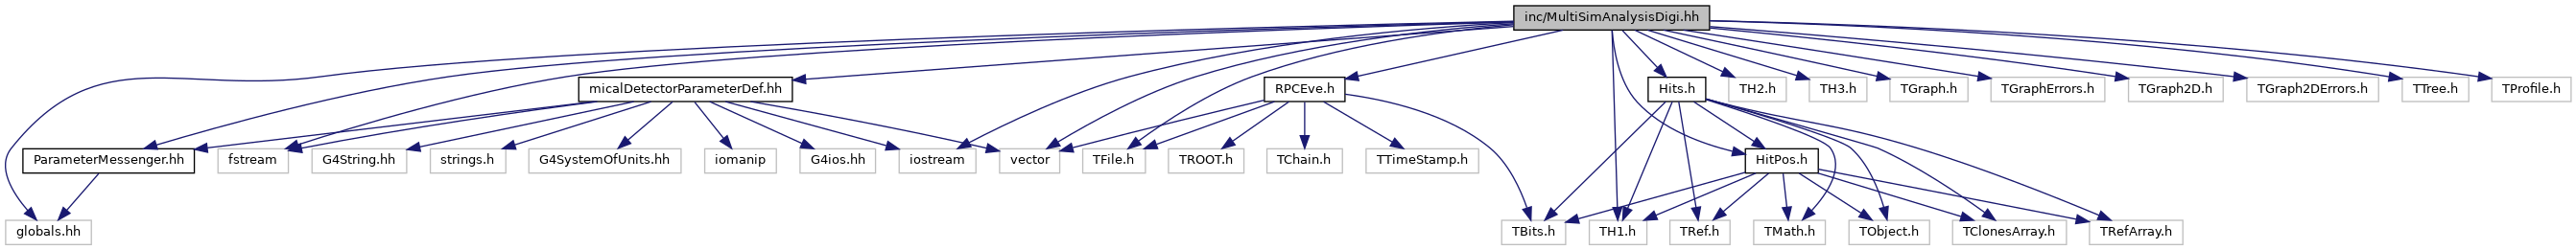 inc/MultiSimAnalysisDigi.hh
micalDetectorParameterDef.hh
RPCEve.h
Hits.h
TH2.h
TH3.h
TGraph.h
TGraphErrors.h
TGraph2D.h
TGraph2DErrors.h
TTree.h
TProfile.h
ParameterMessenger.hh
fstream
G4String.hh
strings.h
G4SystemOfUnits.hh
iomanip
G4ios.hh
iostream
vector
TFile.h
TROOT.h
TChain.h
TTimeStamp.h
HitPos.h
globals.hh
TBits.h
TH1.h
TRef.h
TMath.h
TObject.h
TClonesArray.h
TRefArray.h